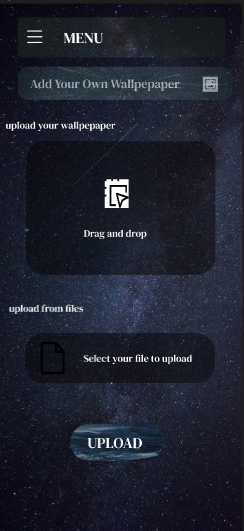 MENU
Add Your Own Wallpepaper
upload your wallpepaper
Drag and drop
upload from files
Select your file to upload
UPLOAD